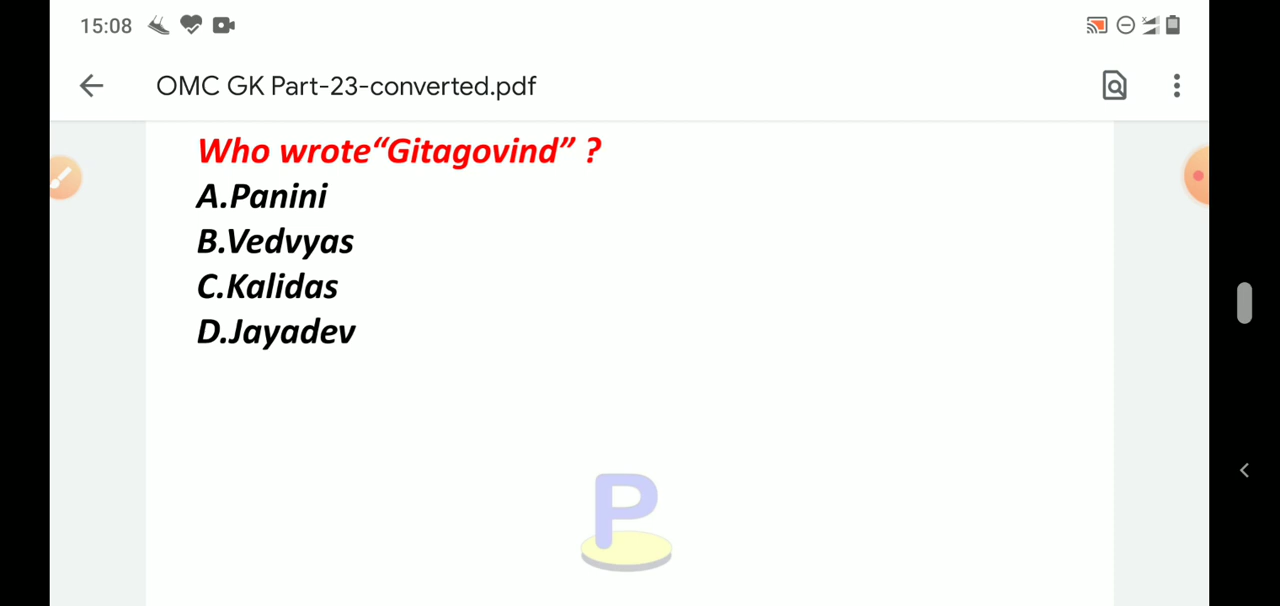 15:08
OMC GK Part-23-converted.pdf
Who wrote“Gitagovind” ?
A.Panini
B.Vedvyas
C.Kalidas
D.Jayadev
P